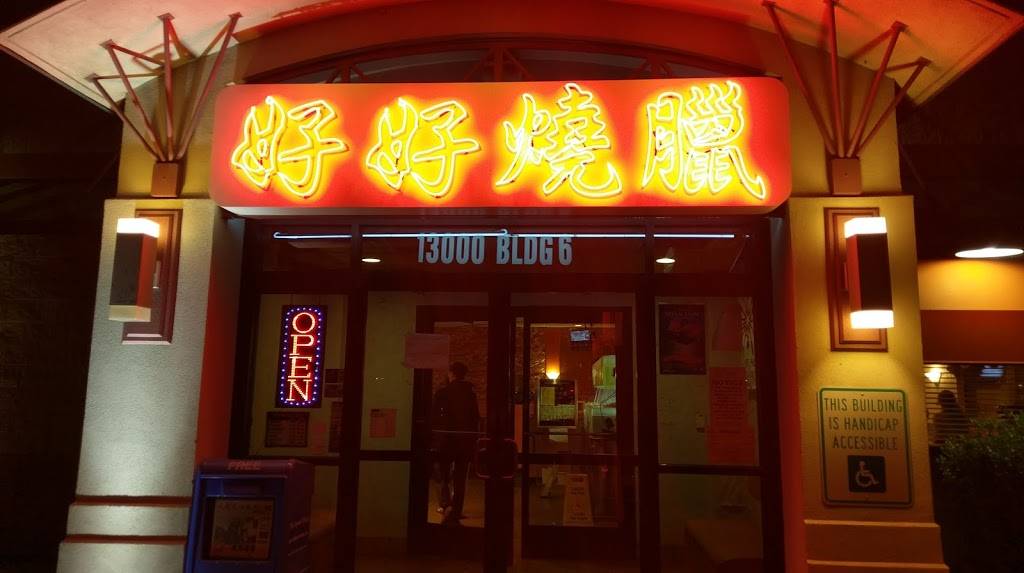 好好燒臘
13000 BLDG 6
OPEN
THIS BUILDING
IS HANDICAP
ACCESSIBLE
FREE